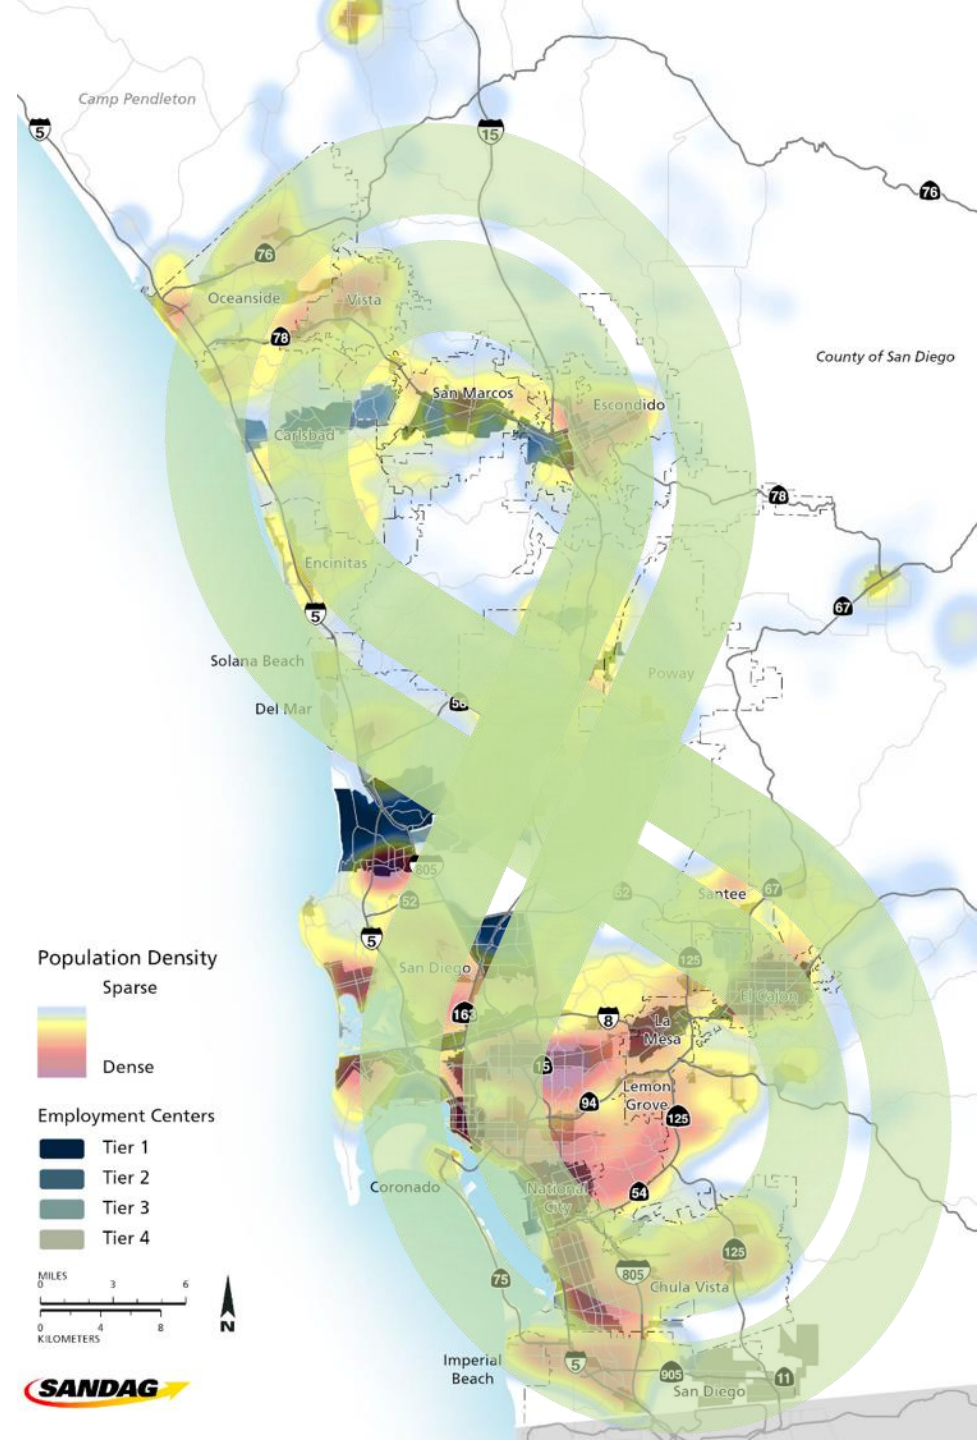 Camp Pendleton
5
15
76
76
Oceanside
Vista
78
County of San Diego
San Marcos
Escondido
Carlsbad
78
Encinitas
67
5
Solana Beach
Poway
Del Mar
56
805
52
52
Santee
67
5
Population Density
Sparse
Dense
San Diego
125
El Cajon
163
8
La
Mesa
15
94
Lemon
Grove
125
Employment Centers
Tier 1
Tier 2
Tier 3
Tier 4
Coronado
National
City
54
125
75
805
Chula Vista
MILES
0 3 6
0 4 8
KILOMETERS
N
Imperial
Beach
5
905
San Diego
11
SANDAG